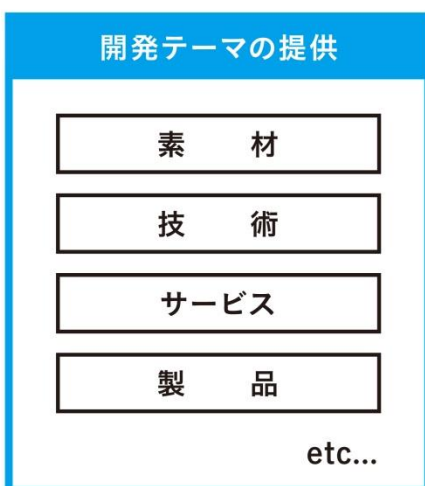 開発テーマの提供
素　材
技　術
サービス
製　品
etc...